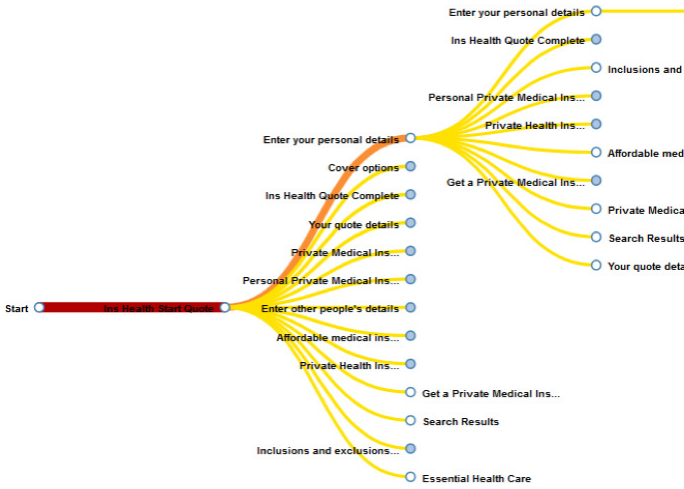 Enter your personal details
Ins Health Quote Complete
Inclusions and
Personal Private Medical Ins...
Private Health Ins...
Affordable med
Get a Private Medical Ins...
Private Medica
Search Results
Your quote deta
Enter your personal details
Cover options
Ins Health Quote Complete
Your quote details
Private Medical Ins...
Personal Private Medical Ins...
Start
Ins Health Start Quote
Enter other people's details
Affordable medical ins...
Private Health Ins...
Get a Private Medical Ins...
Search Results
Inclusions and exclusions...
Essential Health Care